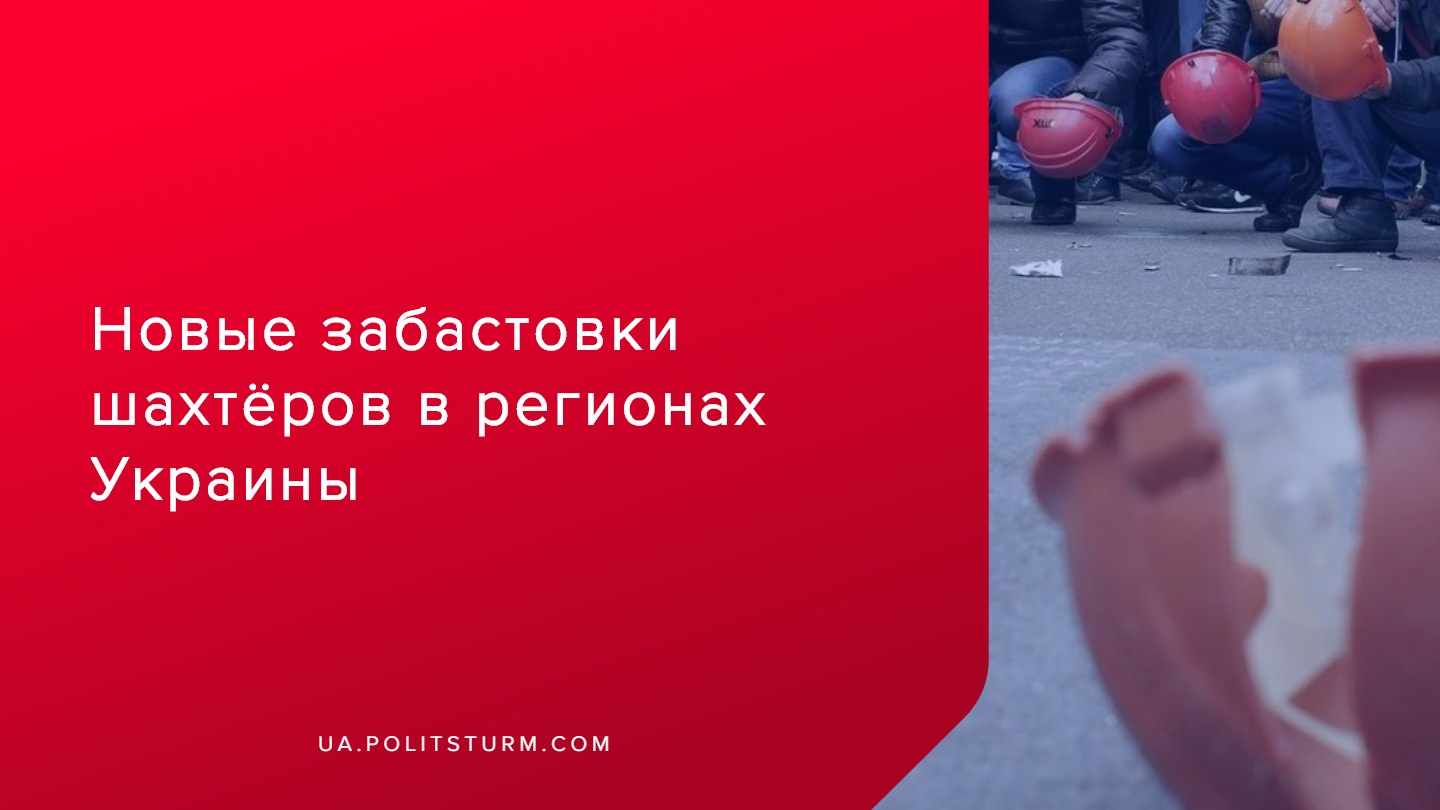 Новые забастовки
шахтёров в регионах
Украины
UA.POLITSTURM.COM